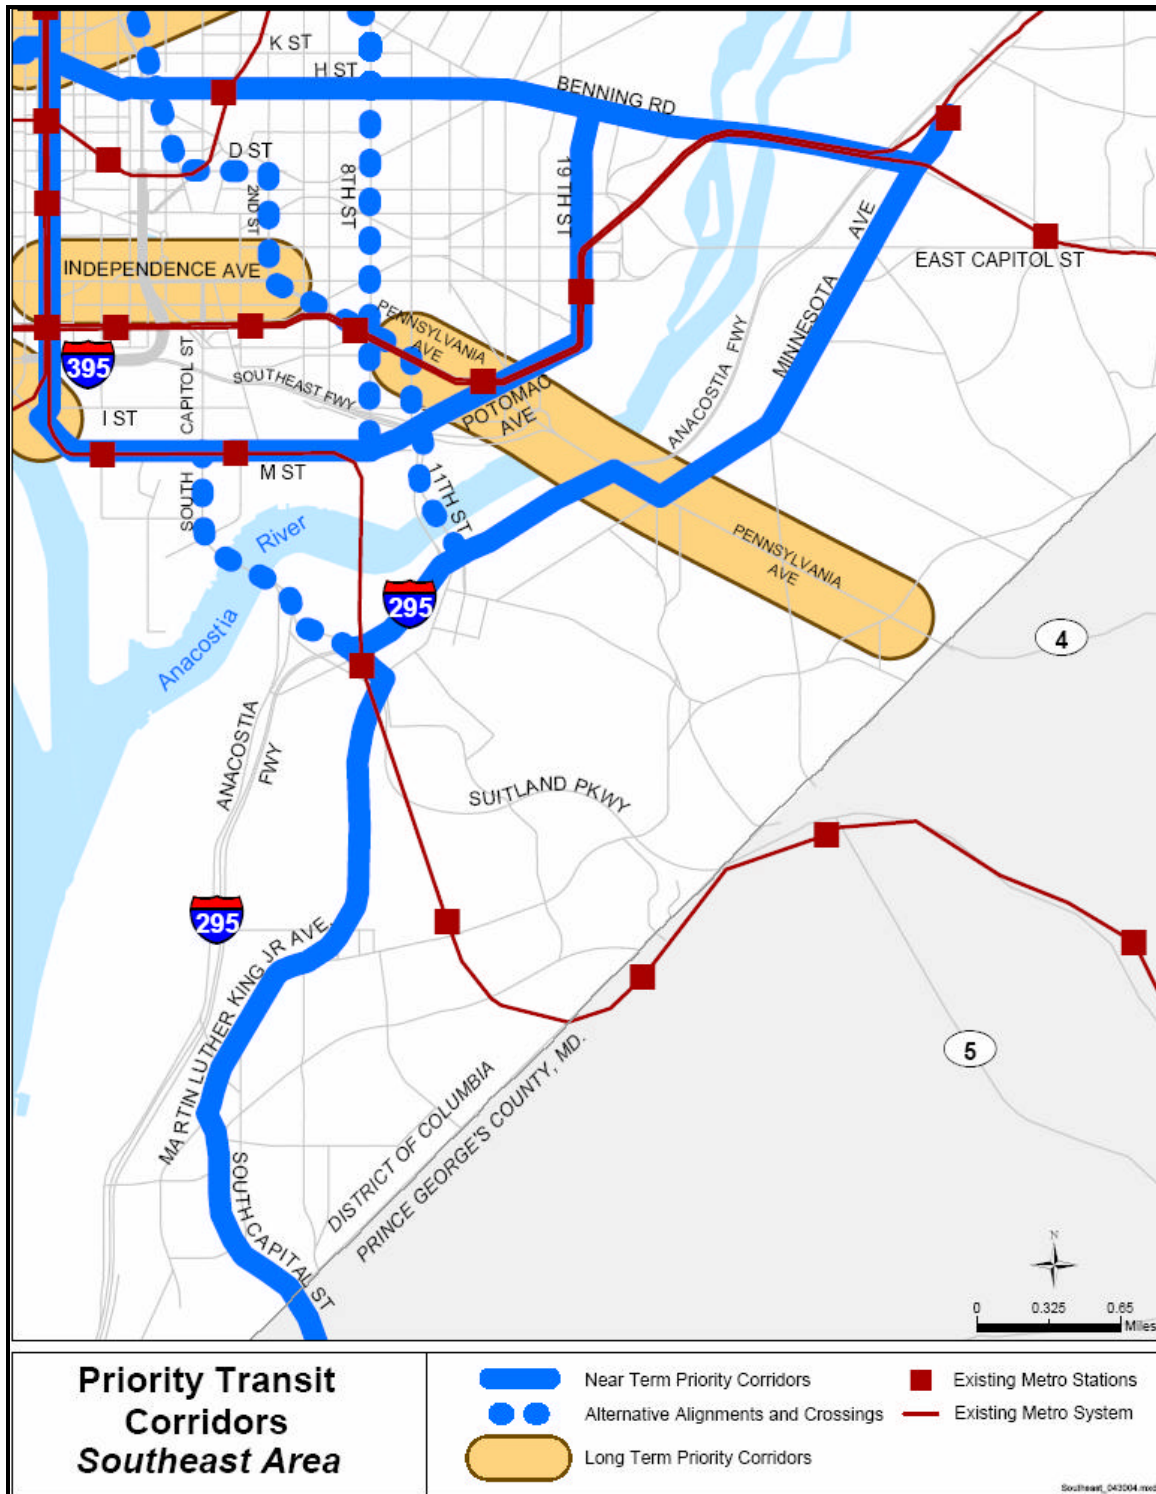 K ST
H ST
BENNING RD
D ST
2ND ST
8TH ST
19 TH ST
AVE
EAST CAPITOL ST
INDEPENDENCE AVE
MINNESOTA
PENNSYLVANIA
AVE
ANACOSTIA FWY
395
CAPITOL ST
SOUTHEAST FWY
POTOMAC
AVE
I ST
M ST
SOUTH
11TH ST
River
PENNSYLVANIA
AVE
295
Anacostia
4
ANACOSTIA
FWY
SUITLAND PKWY
295
MARTIN LUTHER KING JR AVE.
5
DISTRICT OF COLUMBIA
PRINCE GEORGE'S COUNTY, MD.
SOUTH CAPITAL ST
N
0 0.325 0.65
Miles
Priority Transit
Corridors
Southeast Area
Near Term Priority Corridors
Alternative Alignments and Crossings
Long Term Priority Corridors
Existing Metro Stations
Existing Metro System
Southeast_043004.mxd